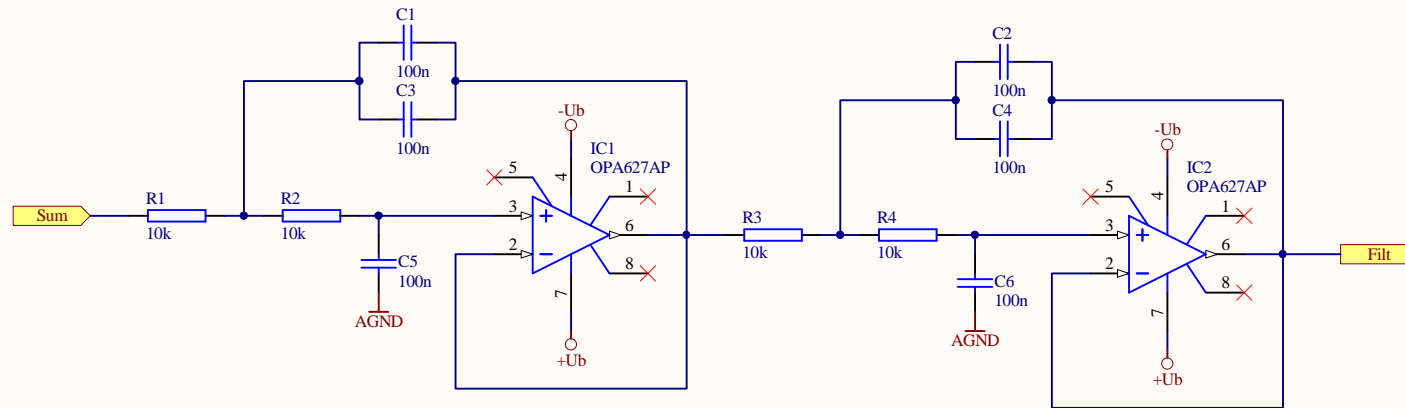 C1
100n
C3
100n
C2
100n
C4
100n
-Ub
IC1
OPA627AP
5
4
1
3
6
2
8
7
+Ub
Sum
R1
10k
R2
10k
C5
100n
AGND
R3
10k
R4
10k
C6
100n
AGND
-Ub
IC2
OPA627AP
5
4
1
3
6
2
8
7
+Ub
Filt